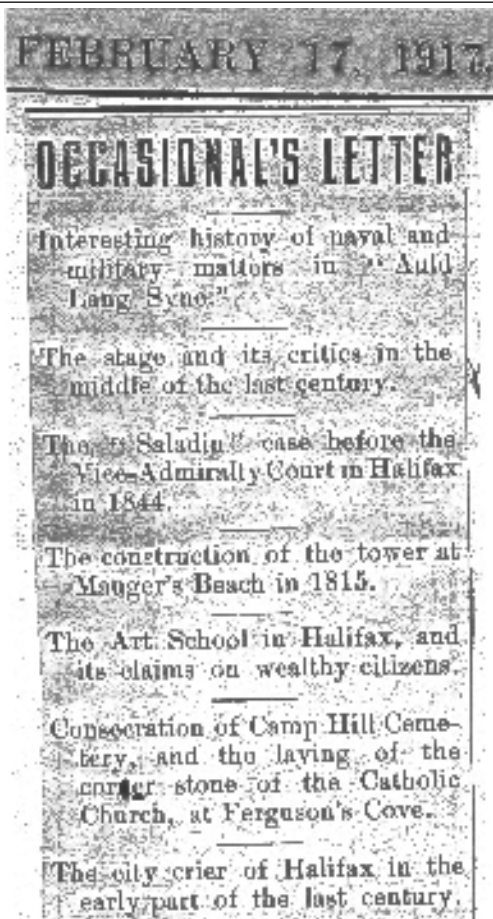 FEBRUARY 17, 1917.
OCCASIONAL'S LETTER
Interesting history of naval and
military matters in "Auld
Lang Syne."
The stage and its critics in the
middle of the last century.
The "Saladin" case before the
Vice-Admiralty Court in Halifax
in 1844.
The construction of the tower at
Mauger's Beach in 1815.
The Art School in Halifax, and
its claims on wealthy citizens.
Consecration of Camp Hill Ceme-
tery, and the laying of the
corner stone of the Catholic
Church, at Ferguson's Cove.
The city crier of Halifax in the
early part of the last century.